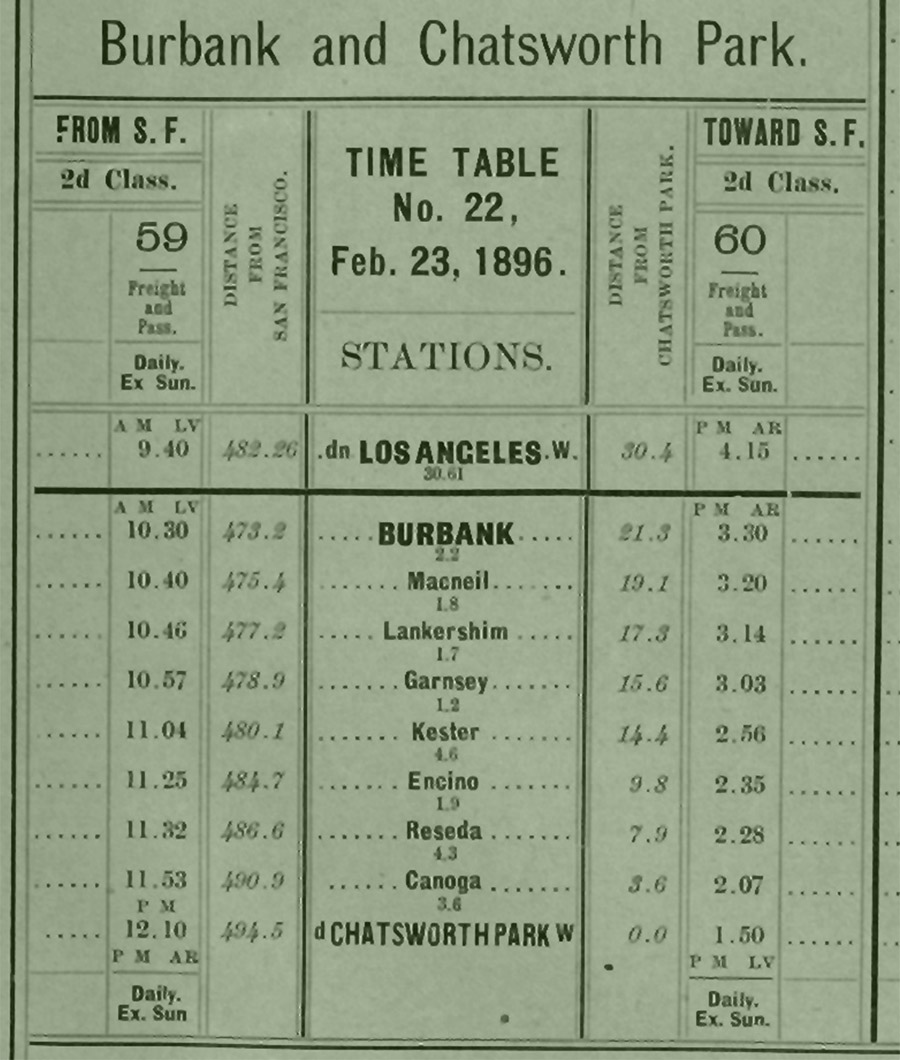 Burbank and Chatsworth Park.
FROM S. F.
2d Class.
59
Freight
and
Pass.
Daily.
Ex Sun.
DISTANCE
FROM
SAN FRANCISCO.
TIME TABLE
No. 22,
Feb. 23, 1896.
STATIONS.
DISTANCE
FROM
CHATSWORTH PARK.
TOWARD S. F.
2d Class.
60
Freight
and
Pass.
Daily.
Ex. Sun.
A M LV P M AR
...... 9.40 482.26 .dn LOS ANGELES.W. 30.4 4.15 ......
30.61
A M LV P M AR
...... 10.30 473.2 ..... BURBANK ..... 21.3 3.30 ......
2.2
...... 10.40 475.4 ....... Macneil ....... 19.1 3.20 ......
1.8
...... 10.46 477.2 ..... Lankershim ..... 17.3 3.14 ......
1.7
...... 10.57 478.9 ....... Garnsey ....... 15.6 3.03 ......
1.2
...... 11.04 480.1 ....... Kester ....... 14.4 2.56 ......
4.6
...... 11.25 484.7 ....... Encino ....... 9.8 2.35 ......
1.9
...... 11.32 486.6 ....... Reseda ....... 7.9 2.28 ......
4.3
...... 11.53 490.9 ...... Canoga ....... 3.6 2.07 ......
P M 3.6
..... 12.10 494.5 d CHATSWORTH PARK W 0.0 1.50 ......
P M AR P M LV
Daily.
Ex. Sun
Daily.
Ex. Sun.